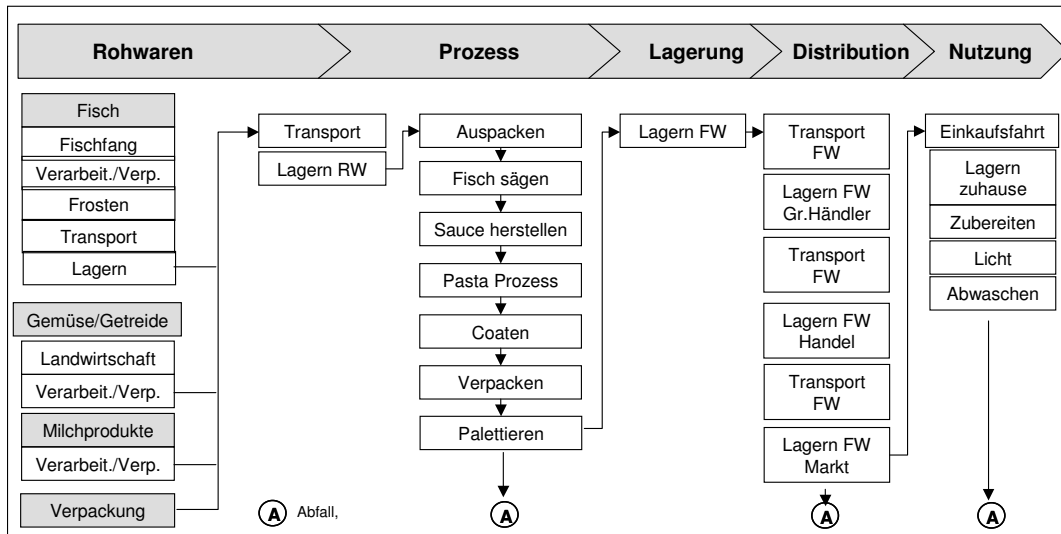 Rohwaren
Prozess
Lagerung
Distribution
Nutzung
Fisch
Fischfang
Verarbeit./Verp.
Frosten
Transport
Lagern
Gemüse/Getreide
Landwirtschaft
Verarbeit./Verp.
Milchprodukte
Verarbeit./Verp.
Verpackung
Transport
Lagern RW
A Abfall,
Auspacken
Fisch sägen
Sauce herstellen
Pasta Prozess
Coaten
Verpacken
Palettieren
A
Lagern FW
Transport
FW
Lagern FW
Gr.Händler
Transport
FW
Lagern FW
Handel
Transport
FW
Lagern FW
Markt
A
Einkaufsfahrt
Lagern
zuhause
Zubereiten
Licht
Abwaschen
A